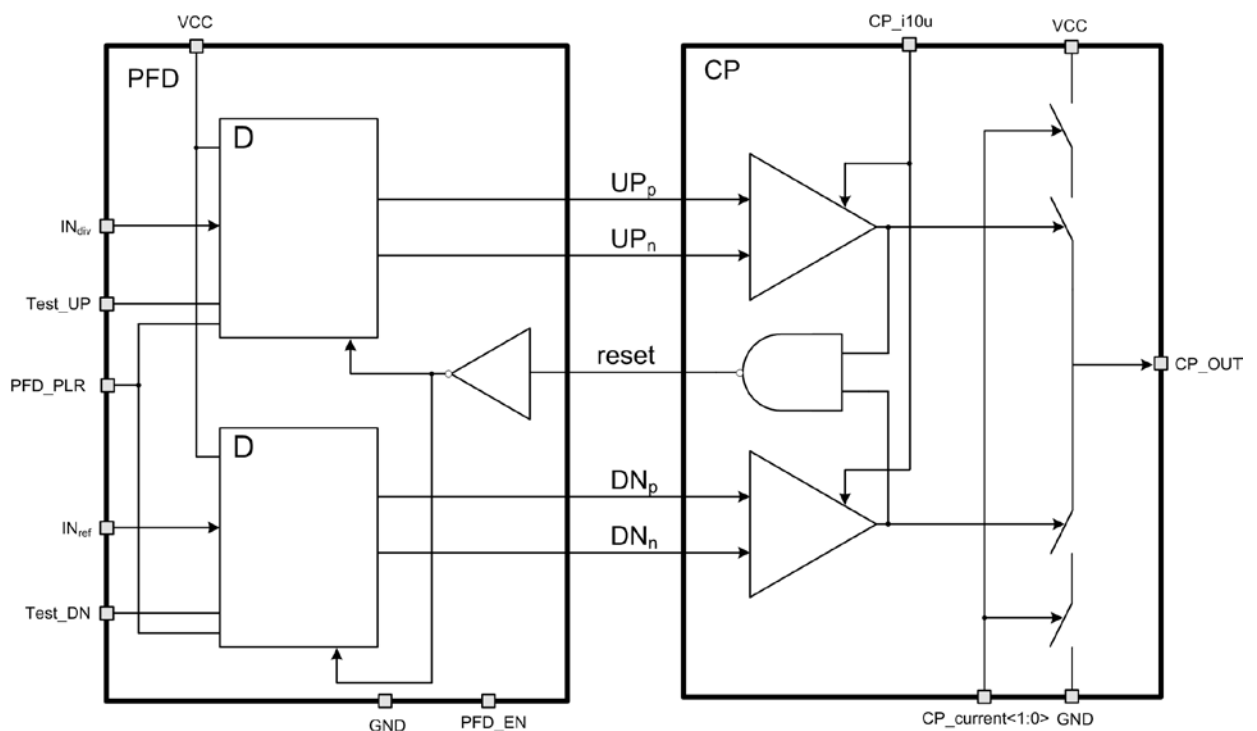 VCC
CP_i10u
VCC
PFD
CP
D
UPp
UPn
INdiv
Test_UP
reset
PFD_PLR
CP_OUT
D
DNp
DNn
INref
Test_DN
GND
PFD_EN
CP_current<1:0>
GND